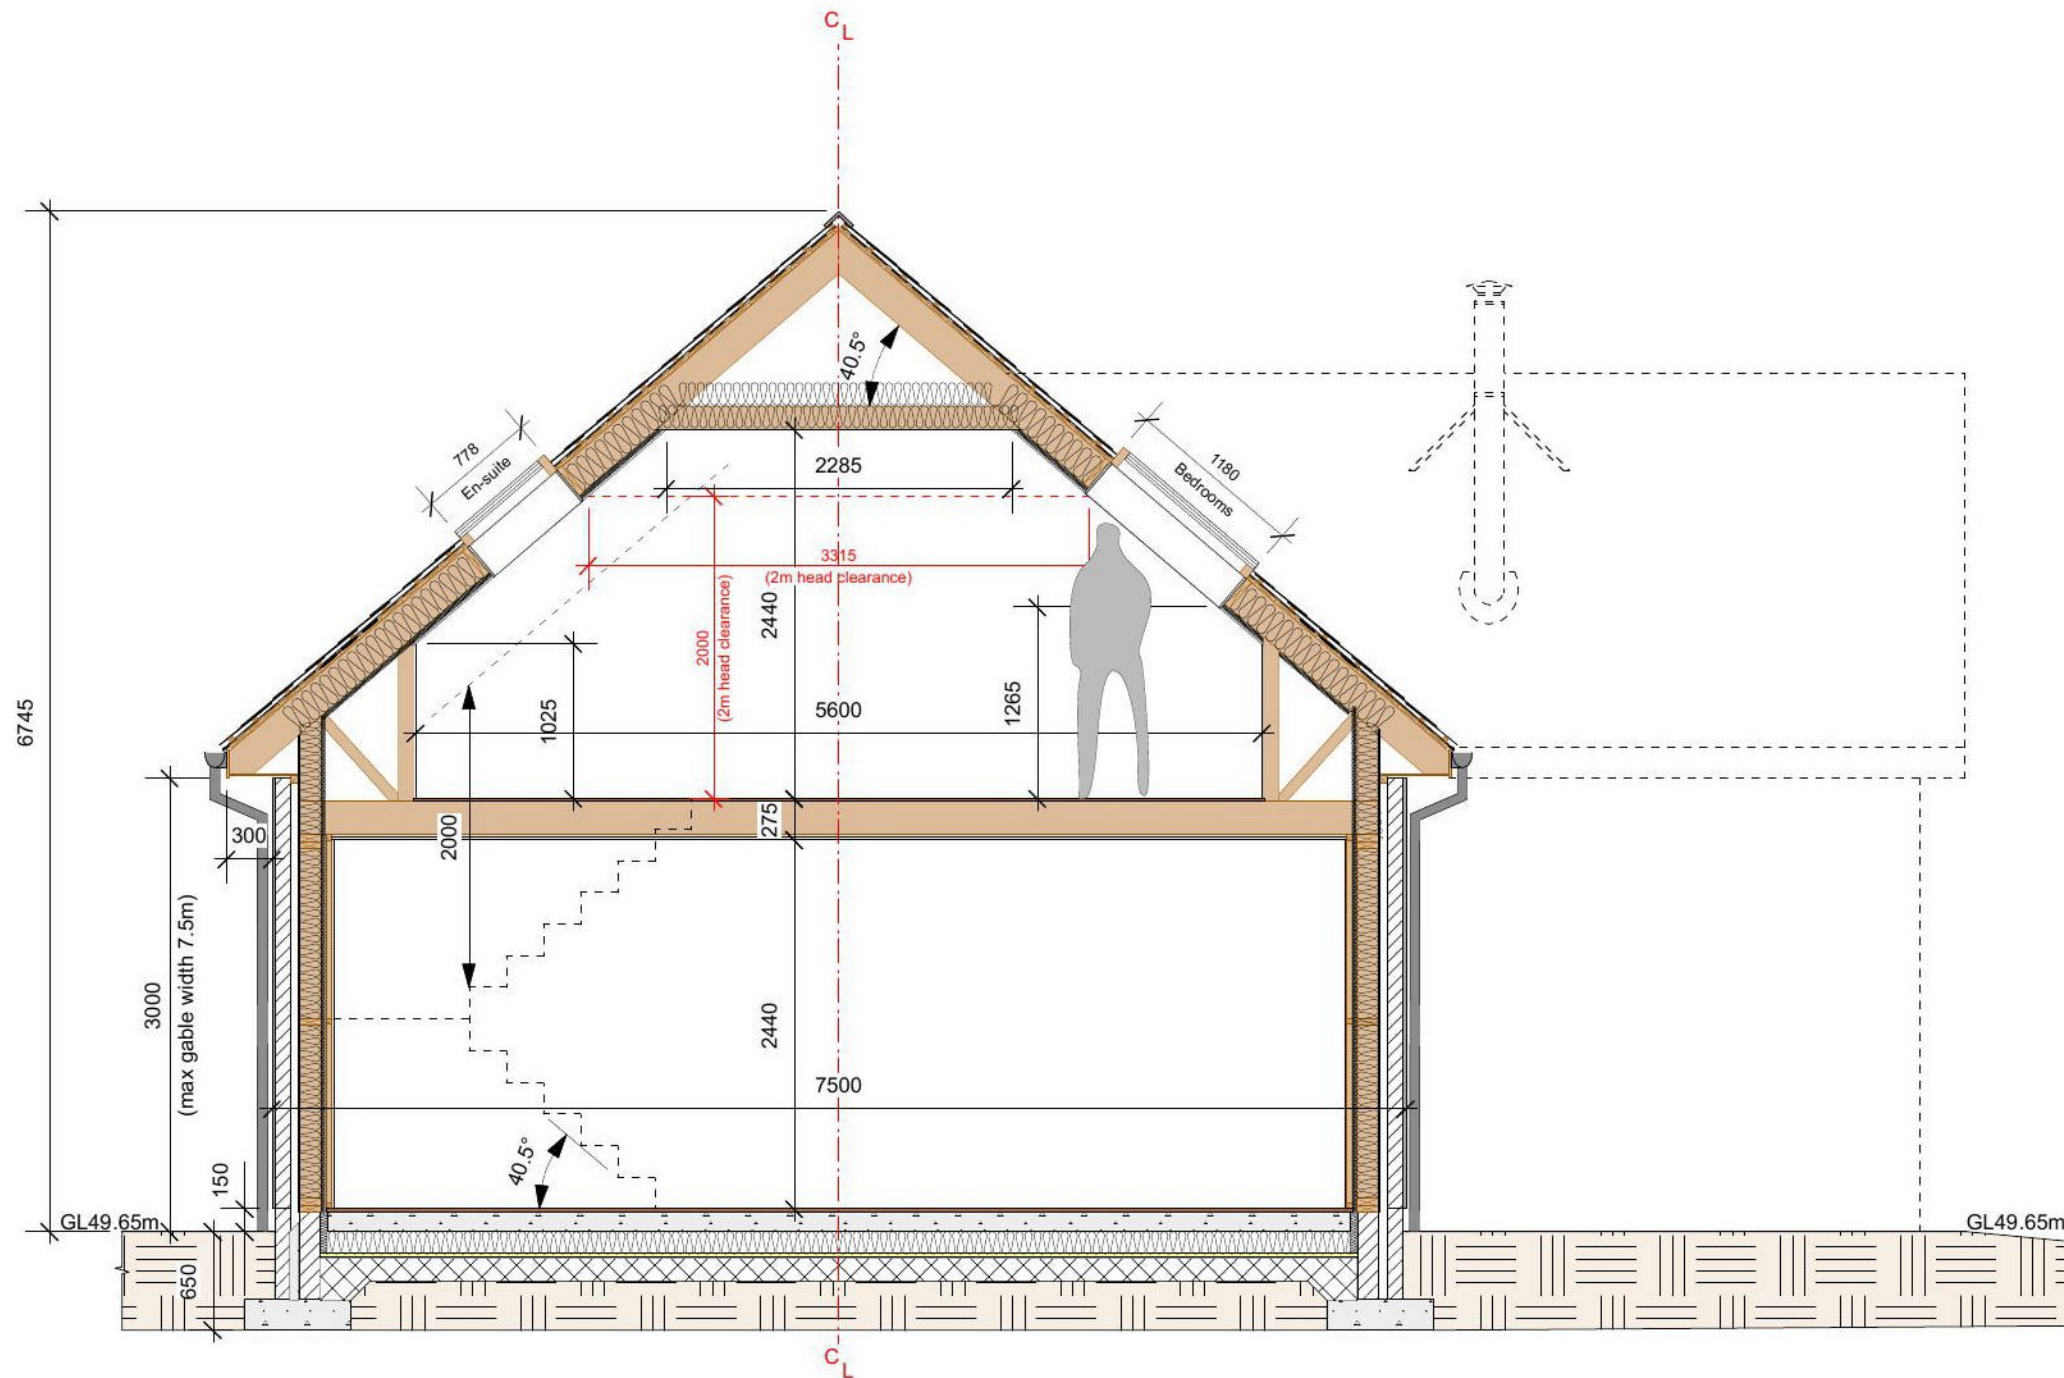 CL
6745
40.5°
778
En-suite
1180
Bedrooms
2285
3315
(2m head clearance)
2440
2000
(2m head clearance)
1025
1265
5600
2000
275
300
3000
(max gable width 7.5m)
2440
7500
40.5°
150
GL49.65m
GL49.65m
650
CL